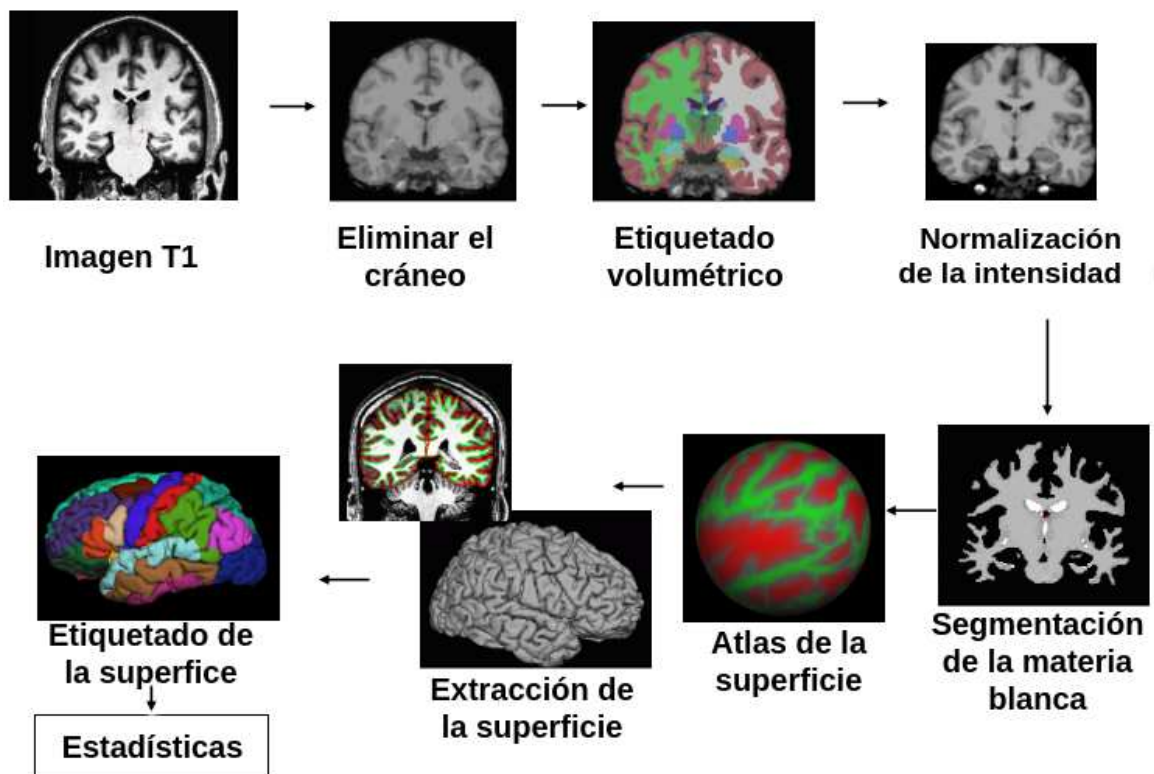 Imagen T1
Eliminar el
cráneo
Etiquetado
volumétrico
Normalización
de la intensidad
Segmentación
de la materia
blanca
Atlas de la
superficie
Extracción de
la superficie
Etiquetado de
la superfice
Estadísticas